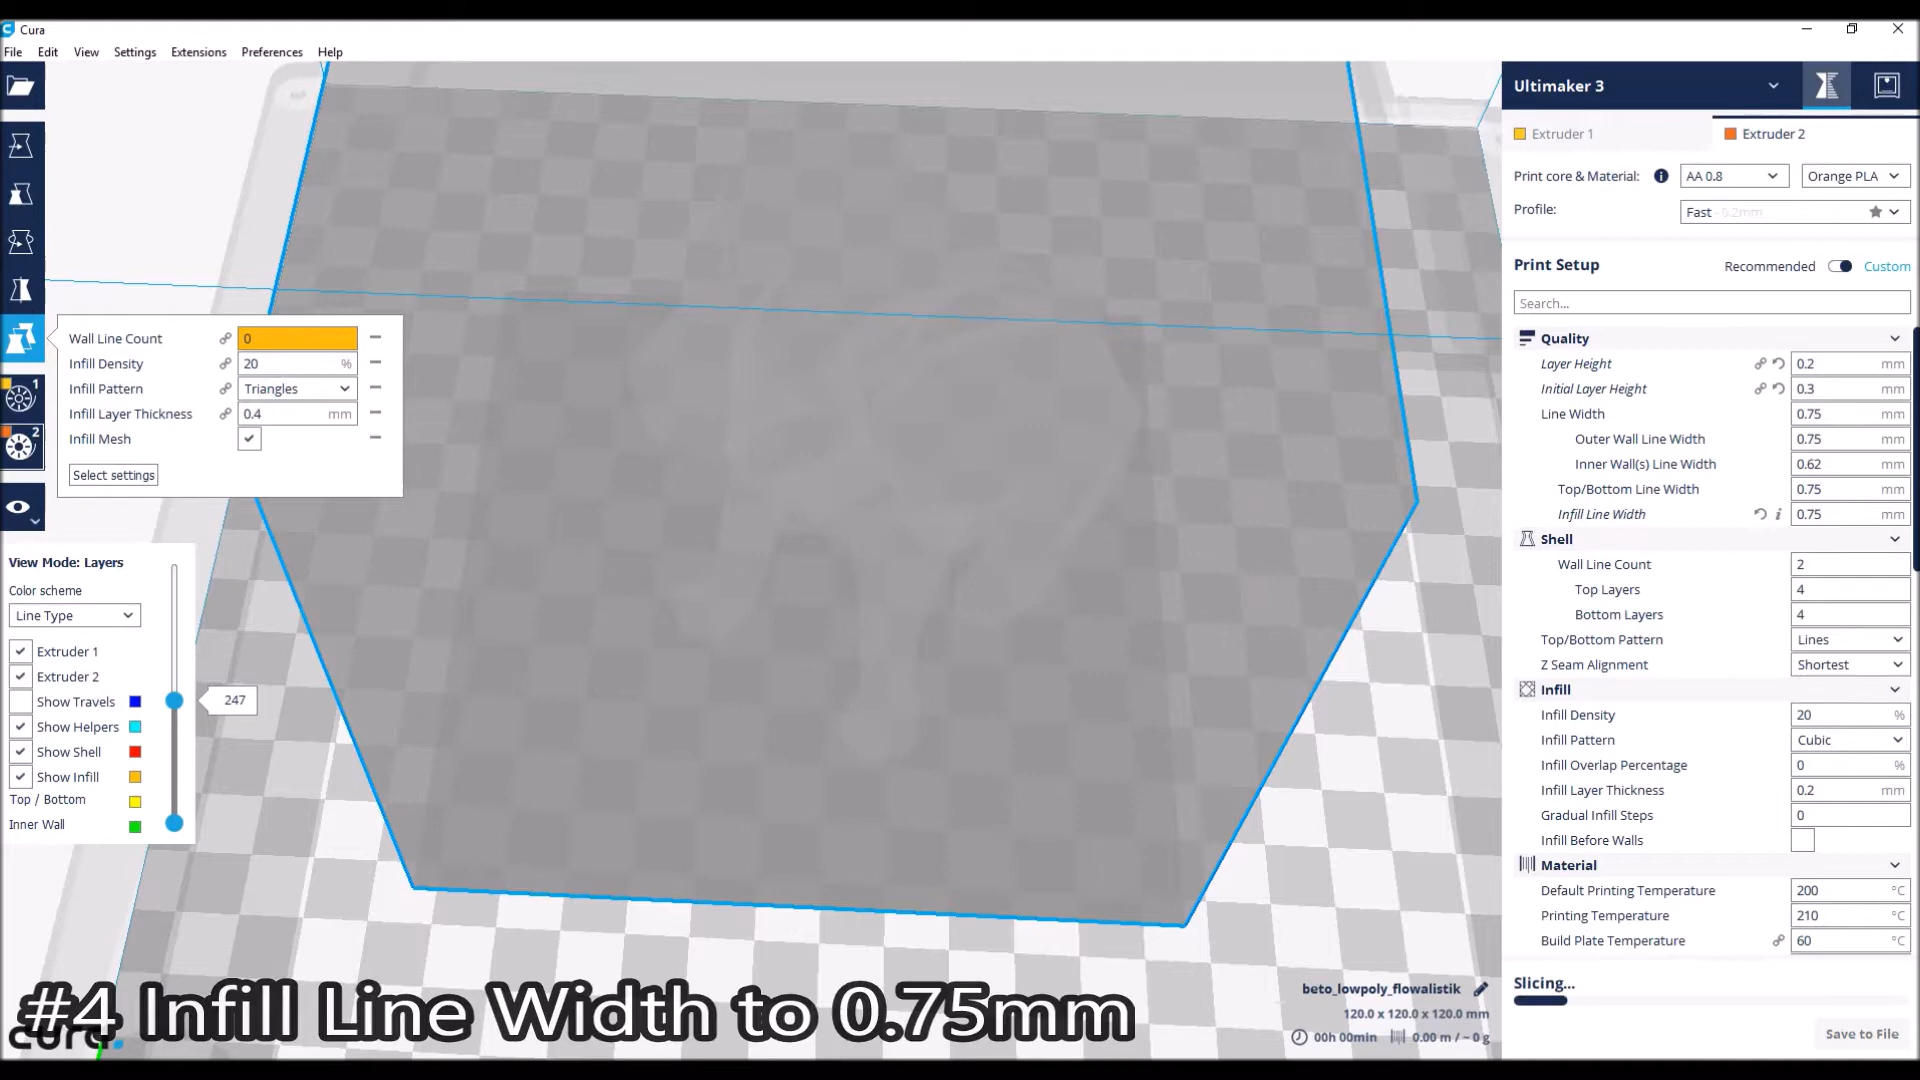 Cura
File Edit View Settings Extensions Preferences Help
Ultimaker 3
Extruder 1 Extruder 2
Print core & Material: AA 0.8 Orange PLA
Profile: Fast - 0.2mm
Print Setup Recommended Custom
Search...
Quality
Layer Height 0.2 mm
Initial Layer Height 0.3 mm
Line Width 0.75 mm
Outer Wall Line Width 0.75 mm
Inner Wall(s) Line Width 0.62 mm
Top/Bottom Line Width 0.75 mm
Infill Line Width 0.75 mm
Shell
Wall Line Count 2
Top Layers 4
Bottom Layers 4
Top/Bottom Pattern Lines
Z Seam Alignment Shortest
Infill
Infill Density 20 %
Infill Pattern Cubic
Infill Overlap Percentage 0 %
Infill Layer Thickness 0.2 mm
Gradual Infill Steps 0
Infill Before Walls
Material
Default Printing Temperature 200 °C
Printing Temperature 210 °C
Build Plate Temperature 60 °C
Slicing...
Save to File
Wall Line Count 0
Infill Density 20 %
Infill Pattern Triangles
Infill Layer Thickness 0.4 mm
Infill Mesh
Select settings
1
2
View Mode: Layers
Color scheme
Line Type
Extruder 1
Extruder 2
Show Travels
Show Helpers
Show Shell
Show Infill
Top / Bottom
Inner Wall
247
beto_lowpoly_flowalistik
120.0 x 120.0 x 120.0 mm
00h 00min 0.00 m / ~ 0 g
#4 Infill Line Width to 0.75mm
cura.